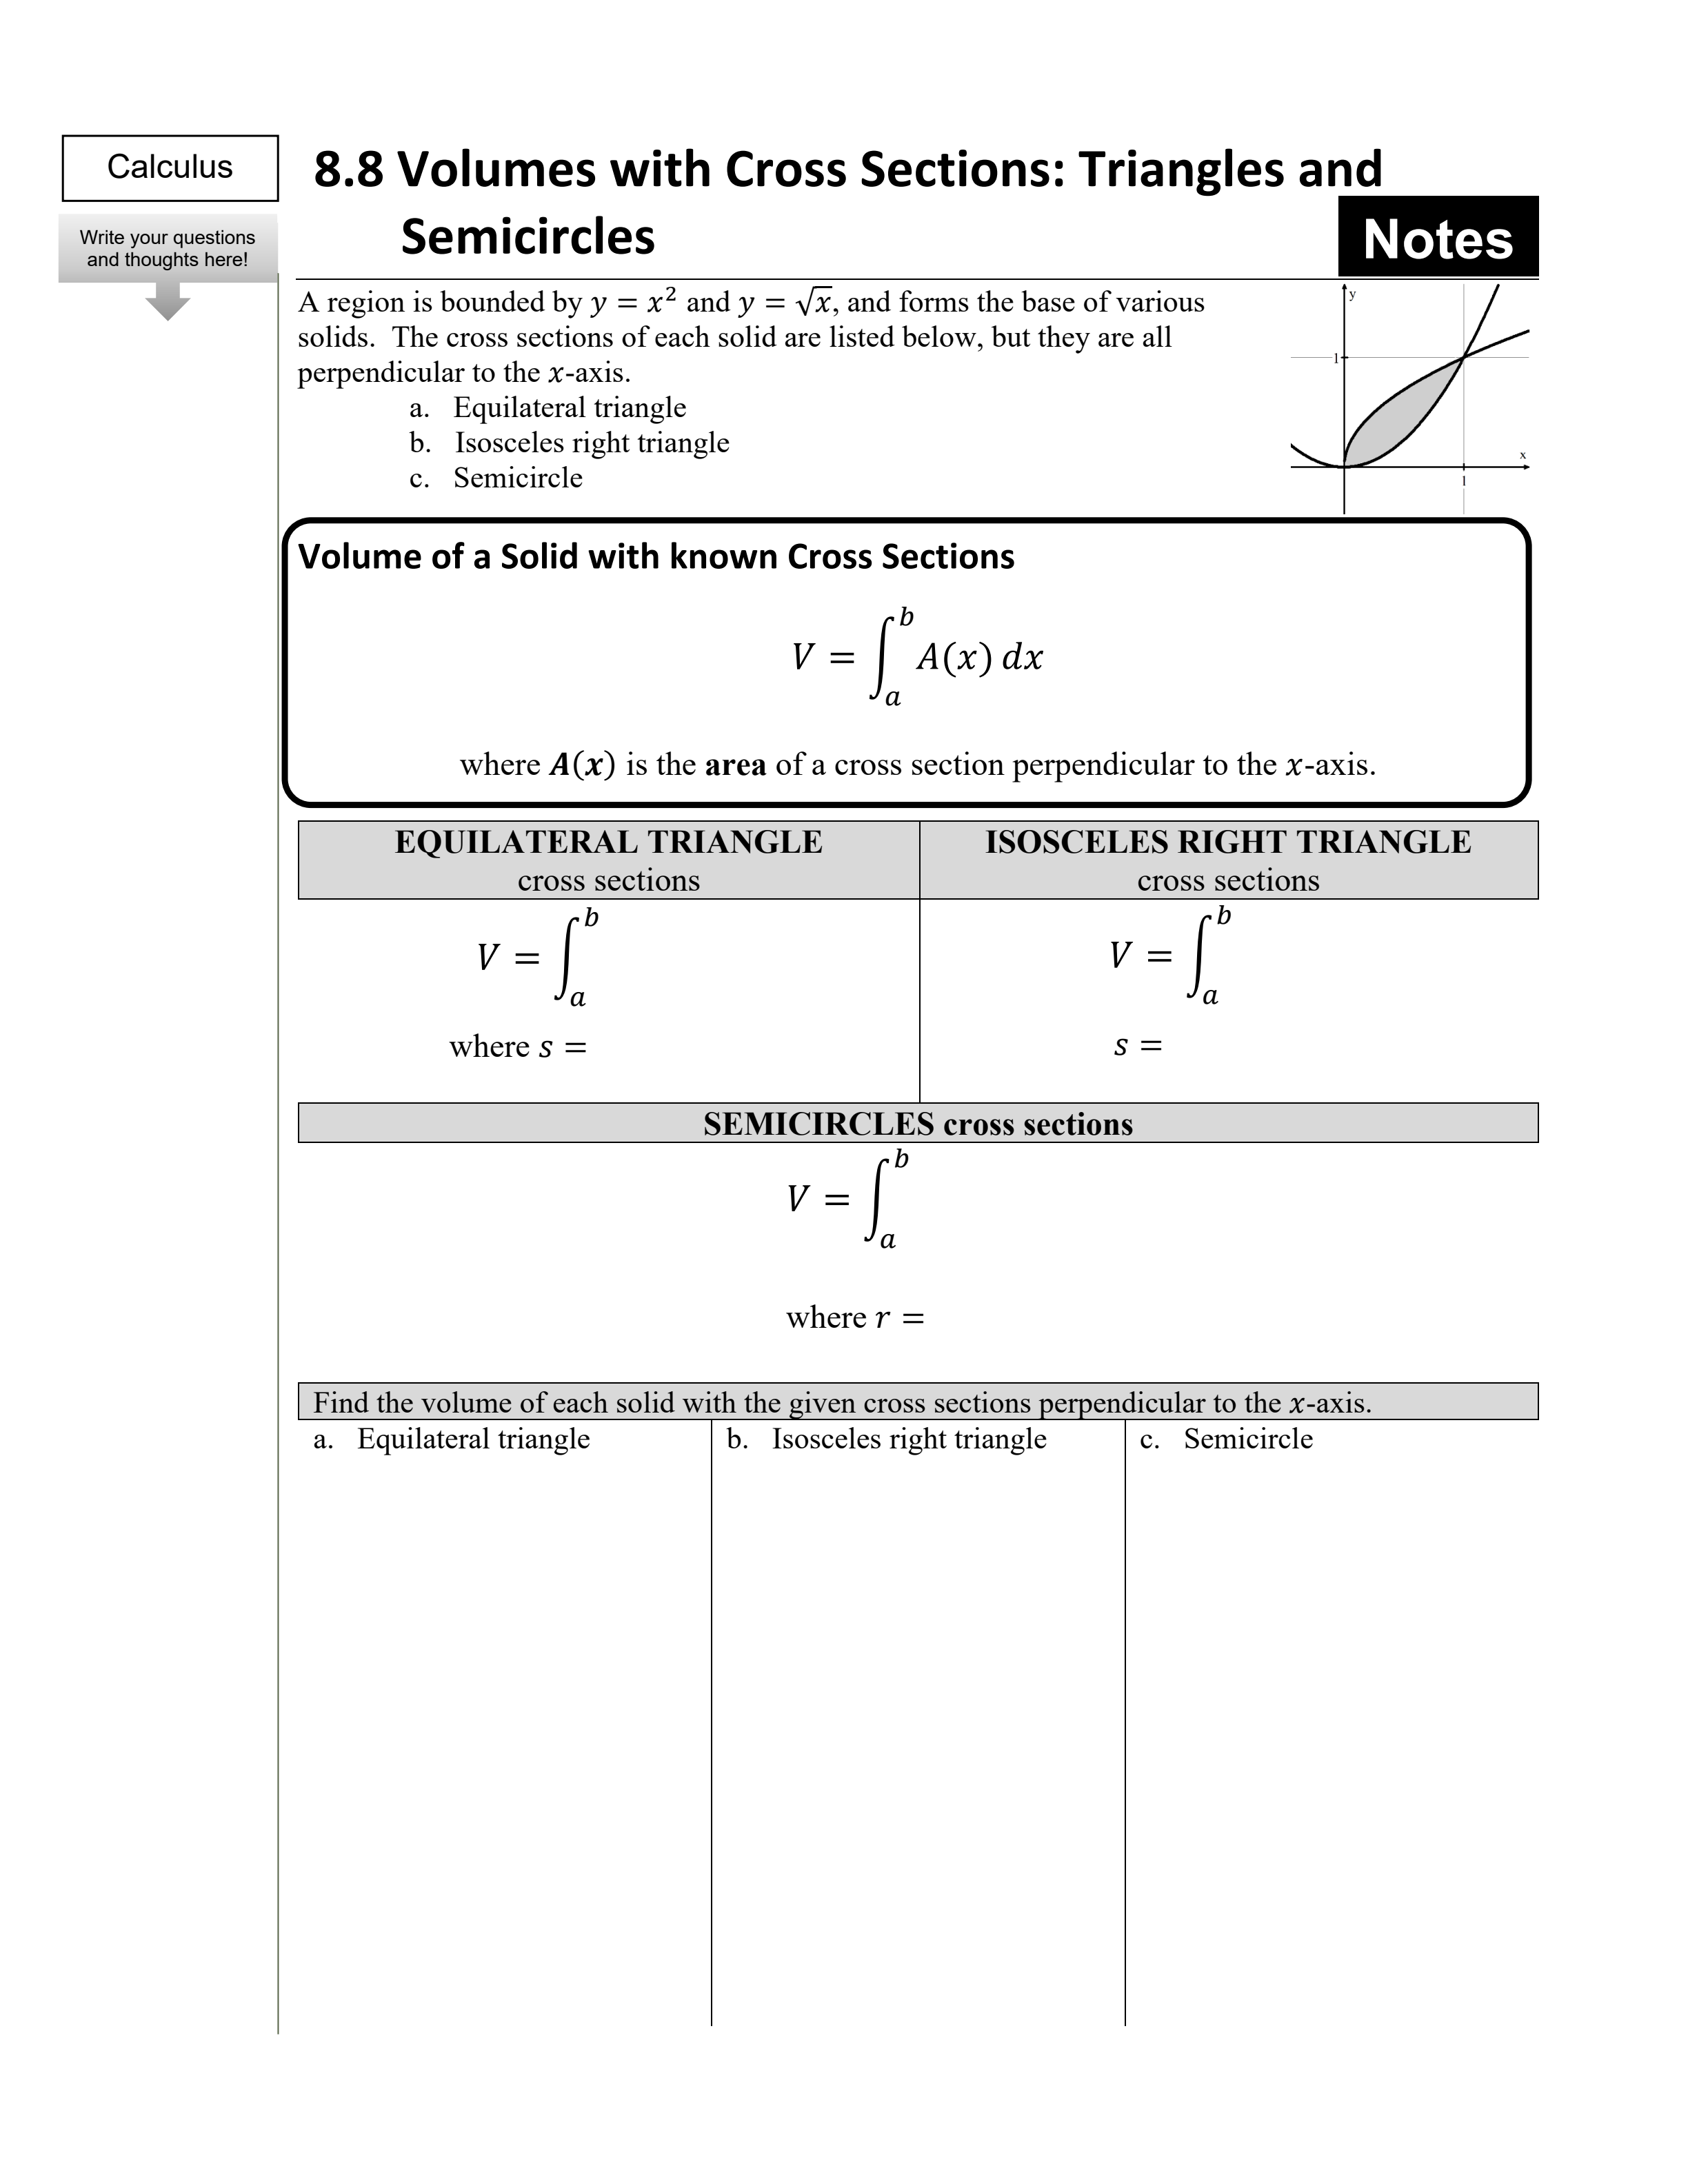 Calculus
Write your questions
and thoughts here!
8.8 Volumes with Cross Sections: Triangles and
Semicircles
Notes
A region is bounded by 𝑦 = 𝑥² and 𝑦 = √𝑥, and forms the base of various
solids. The cross sections of each solid are listed below, but they are all
perpendicular to the 𝑥-axis.
a. Equilateral triangle
b. Isosceles right triangle
c. Semicircle
y
1
x
1
Volume of a Solid with known Cross Sections
𝑉 = ∫ₐᵇ 𝐴(𝑥) 𝑑𝑥
where 𝑨(𝒙) is the area of a cross section perpendicular to the 𝑥-axis.
EQUILATERAL TRIANGLE
cross sections
𝑉 = ∫ₐᵇ
where 𝑠 =
ISOSCELES RIGHT TRIANGLE
cross sections
𝑉 = ∫ₐᵇ
𝑠 =
SEMICIRCLES cross sections
𝑉 = ∫ₐᵇ
where 𝑟 =
Find the volume of each solid with the given cross sections perpendicular to the 𝑥-axis.
a. Equilateral triangle
b. Isosceles right triangle
c. Semicircle